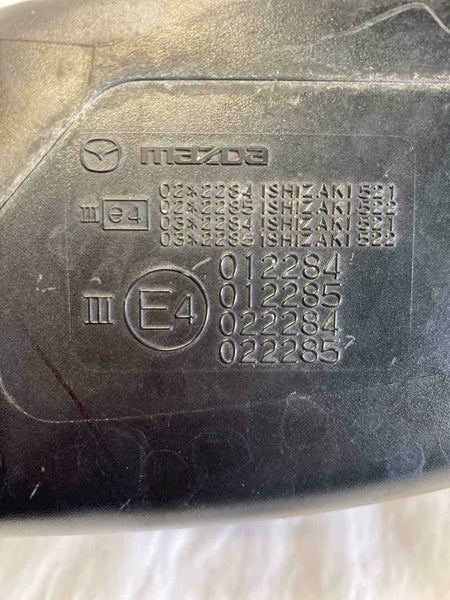 mazda
02*2284 ISHIZAKI 521
02*2285 ISHIZAKI 522
03*2284 ISHIZAKI 521
03*2285 ISHIZAKI 522
III e4
012284
012285
III E4
022284
022285